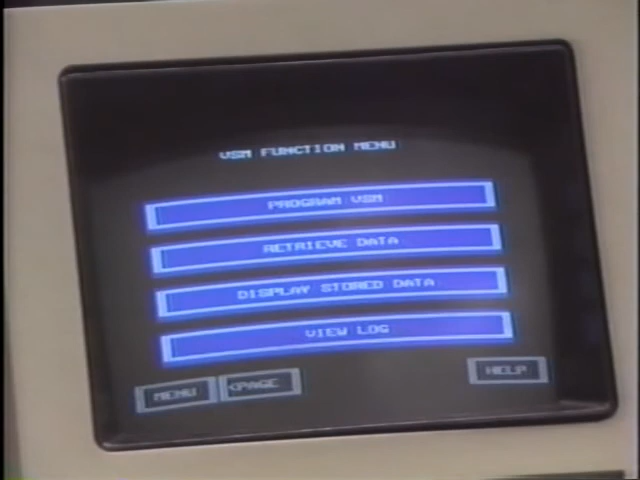 VSM FUNCTION MENU
PROGRAM VSM
RETRIEVE DATA
DISPLAY STORED DATA
VIEW LOG
MENU <PAGE HELP